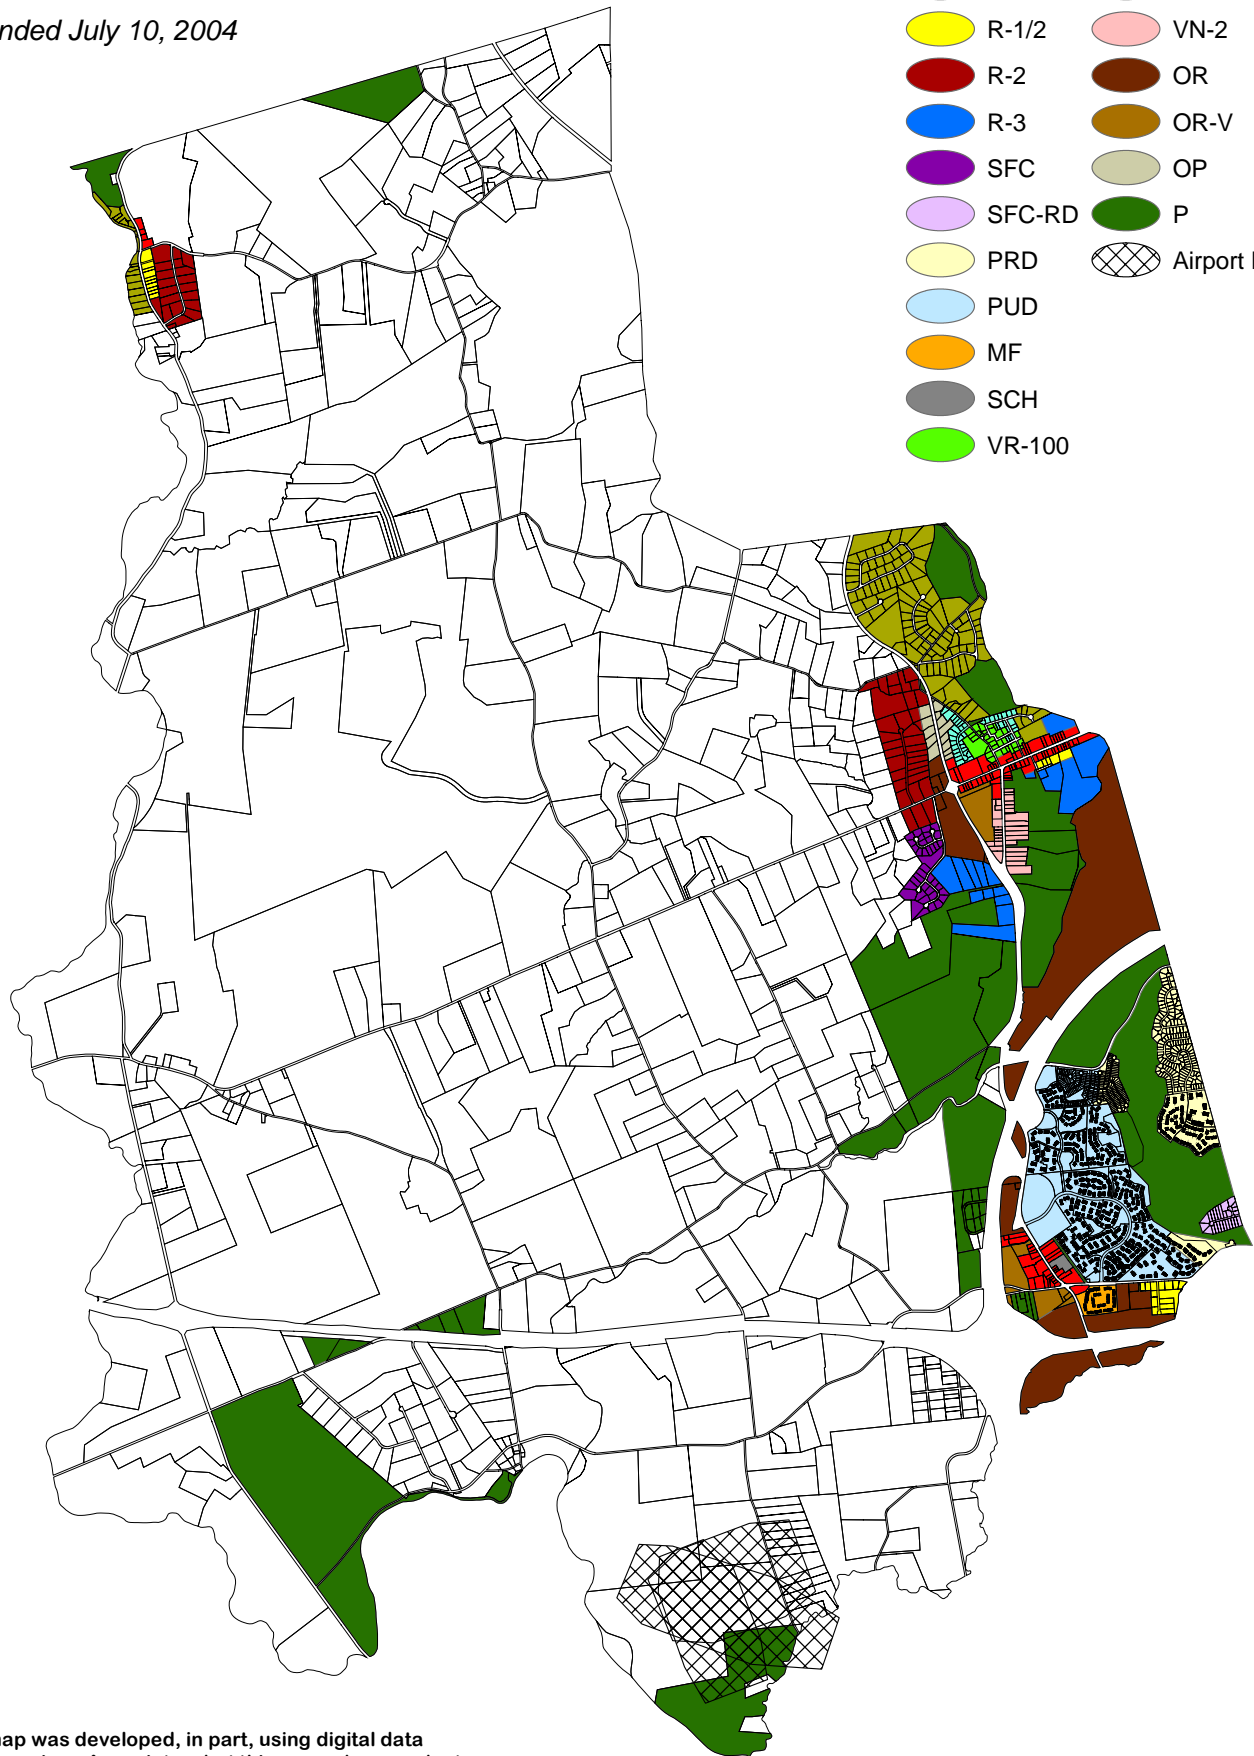 nded July 10, 2004
R-1/2
R-2
R-3
SFC
SFC-RD
PRD
PUD
MF
SCH
VR-100
VN-2
OR
OR-V
OP
P
Airport
map was developed, in part, using digital data